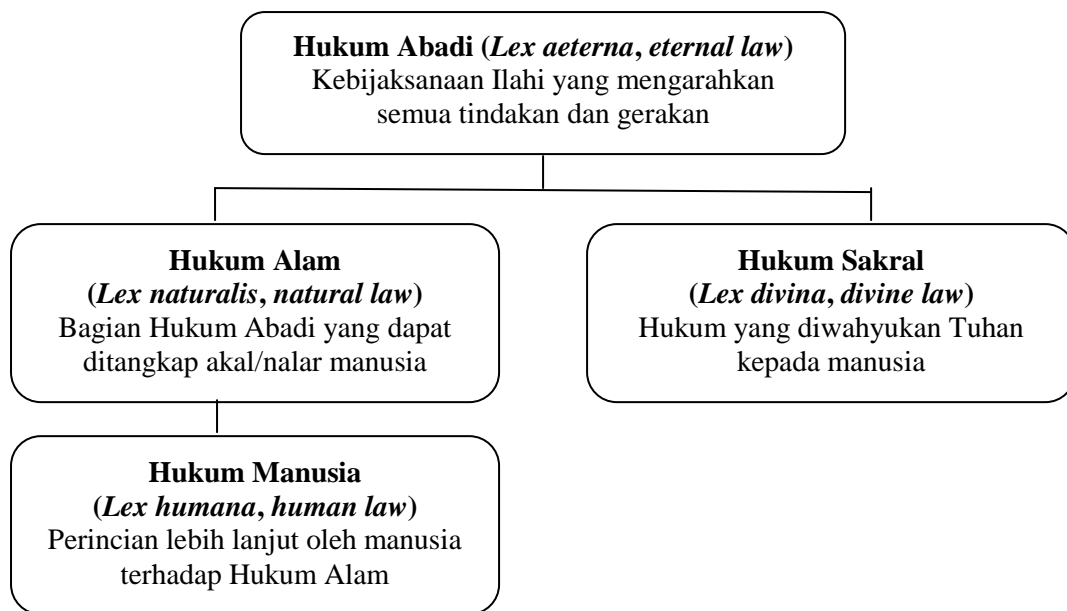 Hukum Abadi (Lex aeterna, eternal law)
Kebijaksanaan Ilahi yang mengarahkan
semua tindakan dan gerakan
Hukum Alam
(Lex naturalis, natural law)
Bagian Hukum Abadi yang dapat
ditangkap akal/nalar manusia
Hukum Sakral
(Lex divina, divine law)
Hukum yang diwahyukan Tuhan
kepada manusia
Hukum Manusia
(Lex humana, human law)
Perincian lebih lanjut oleh manusia
terhadap Hukum Alam